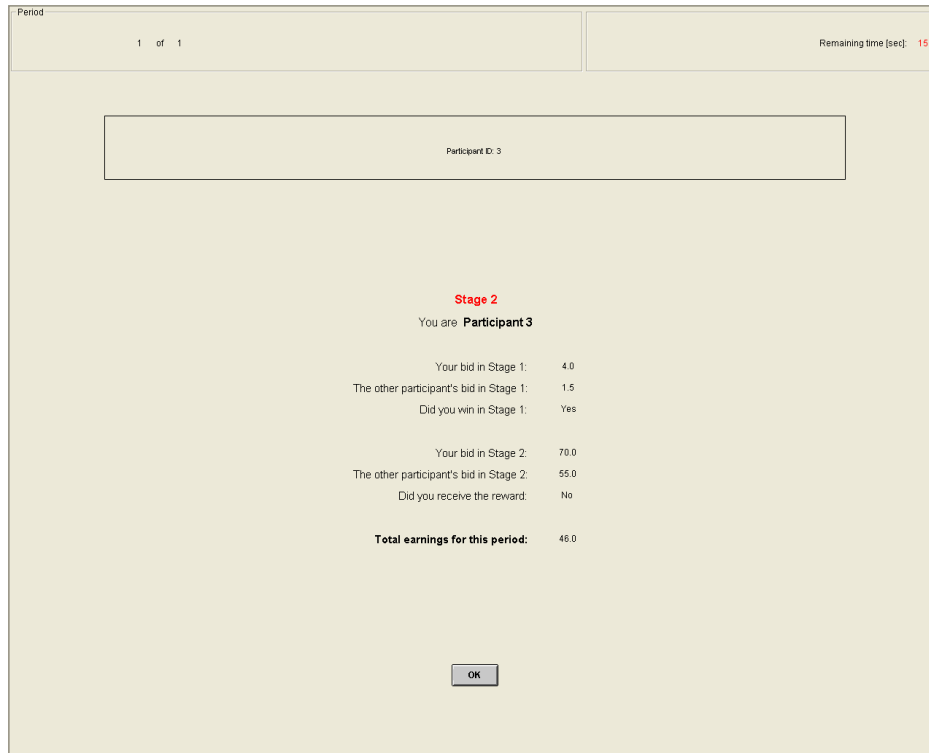 Period
1 of 1
Remaining time [sec]: 15
Participant ID: 3
Stage 2
You are Participant 3
Your bid in Stage 1: 4.0
The other participant's bid in Stage 1: 1.5
Did you win in Stage 1: Yes
Your bid in Stage 2: 70.0
The other participant's bid in Stage 2: 55.0
Did you receive the reward: No
Total earnings for this period: 46.0
OK